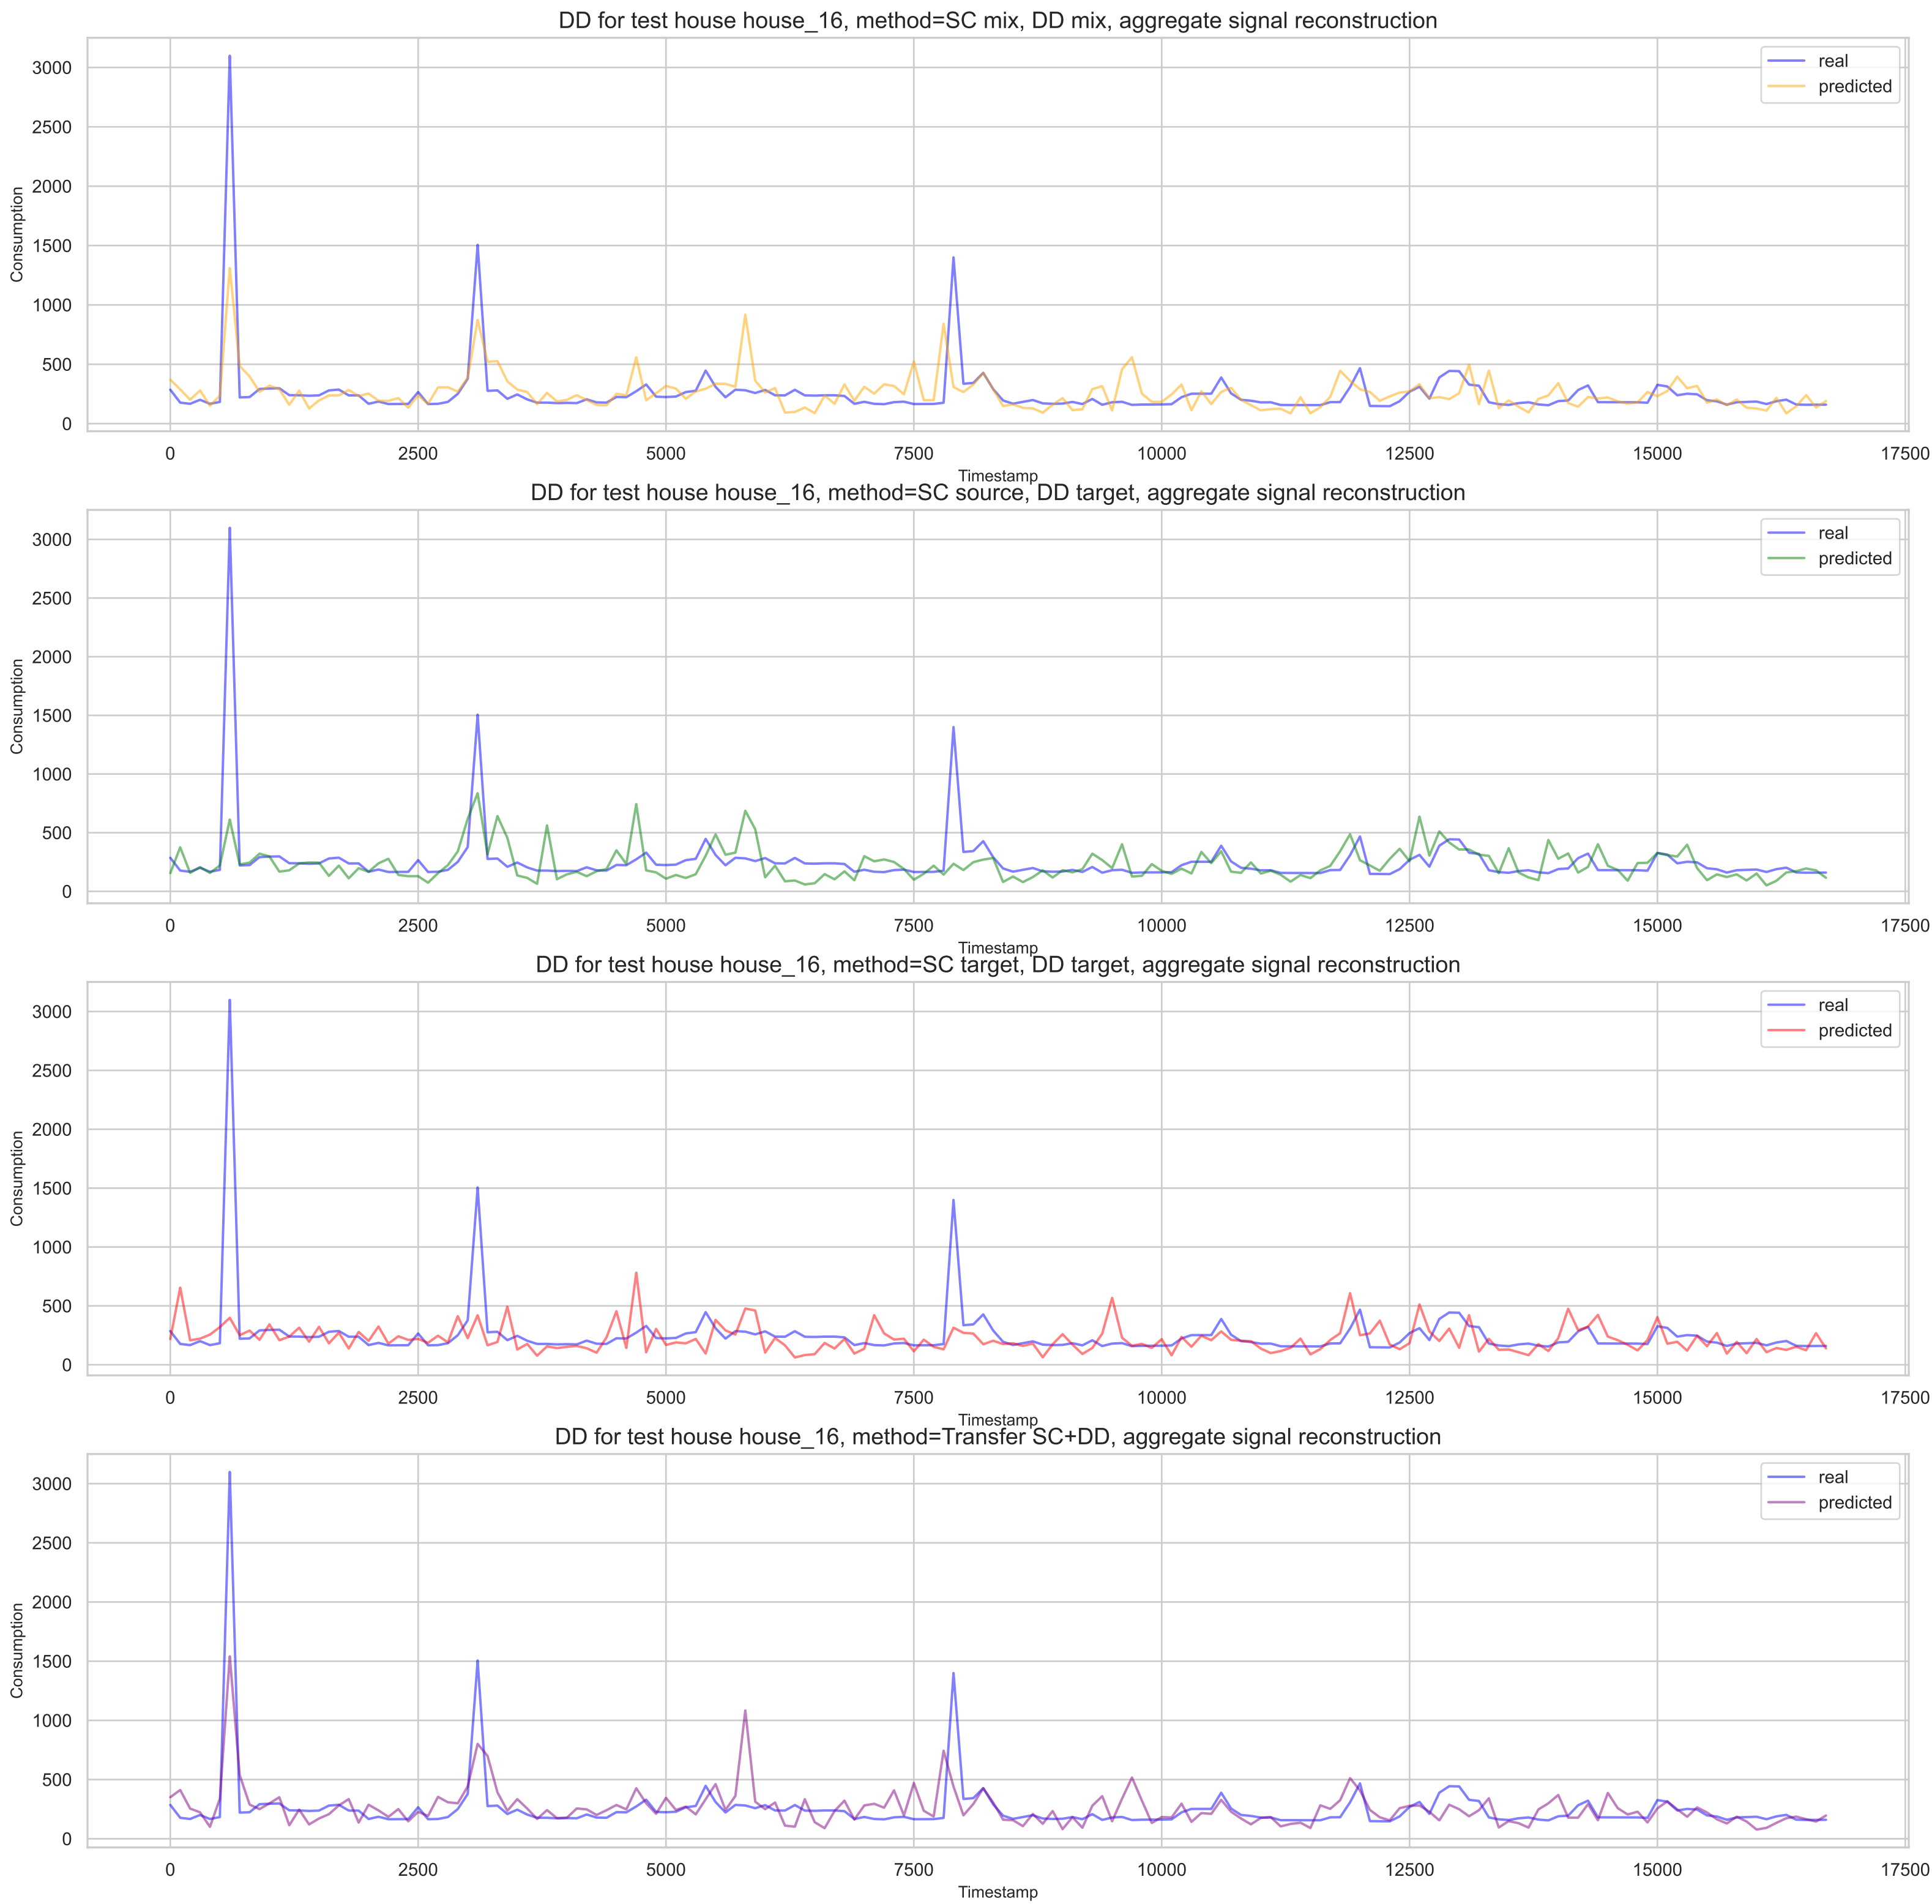 DD for test house house_16, method=SC mix, DD mix, aggregate signal reconstruction
real
predicted
3000
2500
2000
1500
1000
500
0
Consumption
0 2500 5000 7500 10000 12500 15000 17500
Timestamp
DD for test house house_16, method=SC source, DD target, aggregate signal reconstruction
real
predicted
3000
2500
2000
1500
1000
500
0
Consumption
0 2500 5000 7500 10000 12500 15000 17500
Timestamp
DD for test house house_16, method=SC target, DD target, aggregate signal reconstruction
real
predicted
3000
2500
2000
1500
1000
500
0
Consumption
0 2500 5000 7500 10000 12500 15000 17500
Timestamp
DD for test house house_16, method=Transfer SC+DD, aggregate signal reconstruction
real
predicted
3000
2500
2000
1500
1000
500
0
Consumption
0 2500 5000 7500 10000 12500 15000 17500
Timestamp